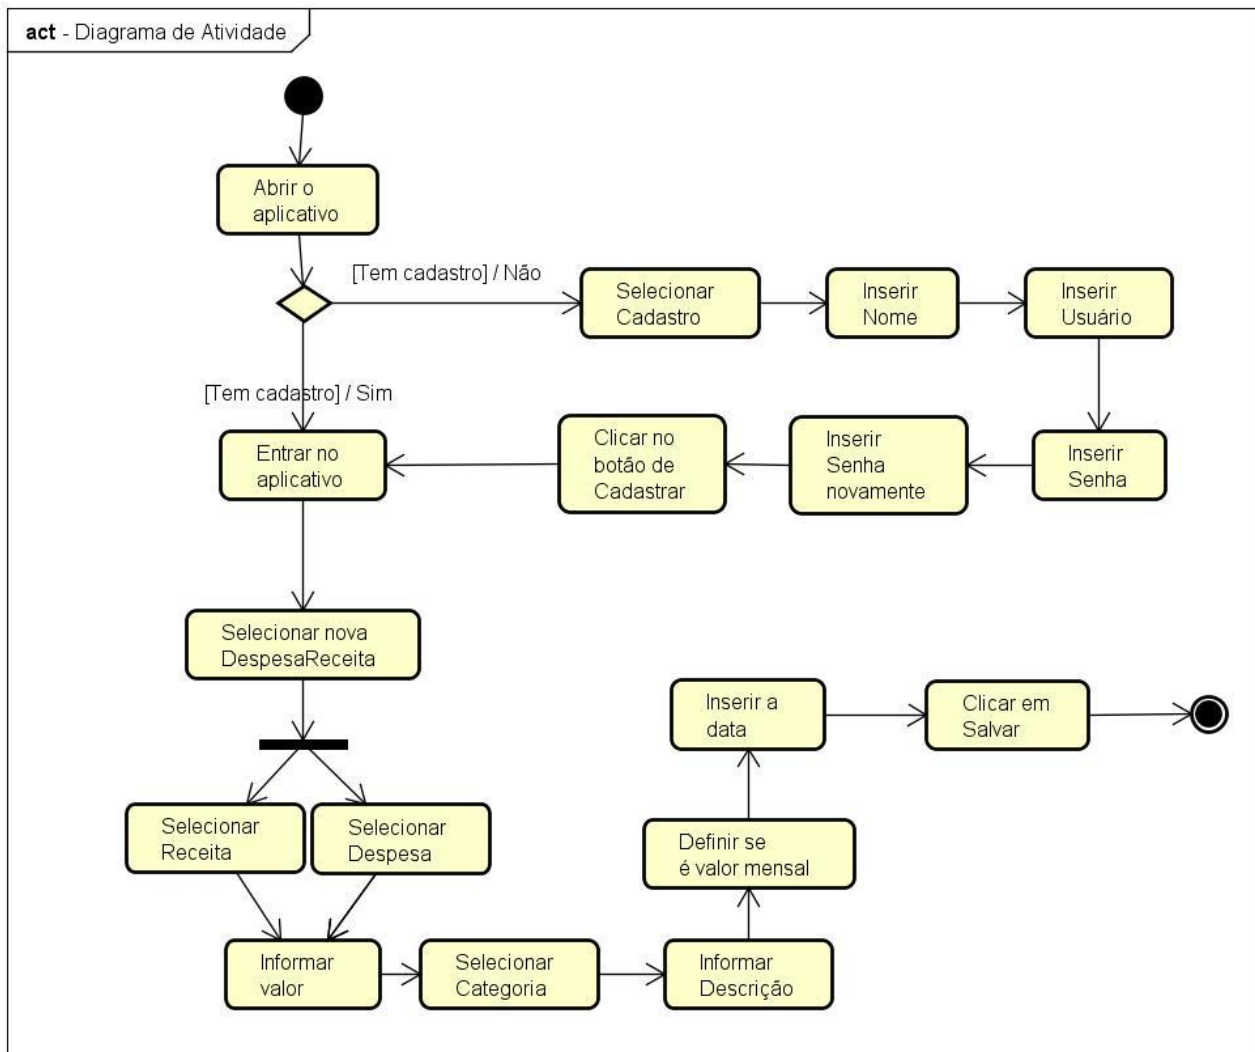 act - Diagrama de Atividade
Abrir o
aplicativo
[Tem cadastro] / Não
Selecionar
Cadastro
Inserir
Nome
Inserir
Usuário
[Tem cadastro] / Sim
Entrar no
aplicativo
Clicar no
botão de
Cadastrar
Inserir
Senha
novamente
Inserir
Senha
Selecionar nova
DespesaReceita
Inserir a
data
Clicar em
Salvar
Selecionar
Receita
Selecionar
Despesa
Definir se
é valor mensal
Informar
valor
Selecionar
Categoria
Informar
Descrição